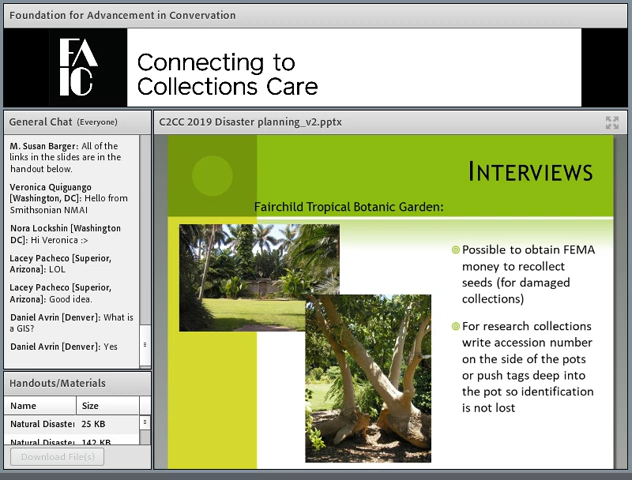 Foundation for Advancement in Convervation
FA
IC
Connecting to
Collections Care
General Chat (Everyone)
M. Susan Barger: All of the
links in the slides are in the
handout below.
Veronica Quiguango
[Washington, DC]: Hello from
Smithsonian NMAI
Nora Lockshin [Washington
DC]: Hi Veronica :>
Lacey Pacheco [Superior,
Arizona]: LOL
Lacey Pacheco [Superior,
Arizona]: Good idea.
Daniel Avrin [Denver]: What is
a GIS?
Daniel Avrin [Denver]: Yes
Handouts/Materials
Name Size
Natural Disaster 25 KB
Natural Disaster 142 KB
Download File(s)
C2CC 2019 Disaster planning_v2.pptx
INTERVIEWS
Fairchild Tropical Botanic Garden:
Possible to obtain FEMA
money to recollect
seeds (for damaged
collections)
For research collections
write accession number
on the side of the pots
or push tags deep into
the pot so identification
is not lost